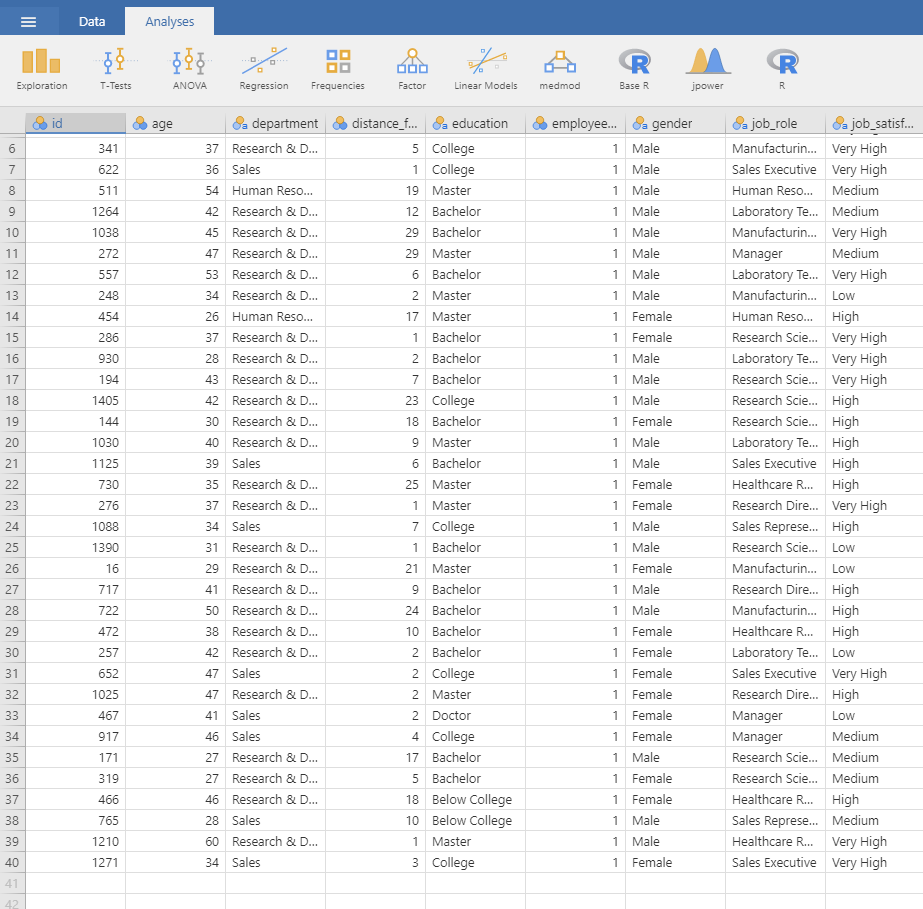 Data Analyses
Exploration T-Tests ANOVA Regression Frequencies Factor Linear Models medmod Base R jpower R
id age department distance_f... education employee... gender job_role job_satisf...
6 341 37 Research & D... 5 College 1 Male Manufacturin... Very High
7 622 36 Sales 1 College 1 Male Sales Executive Very High
8 511 54 Human Reso... 19 Master 1 Male Human Reso... Medium
9 1264 42 Research & D... 12 Bachelor 1 Male Laboratory Te... Medium
10 1038 45 Research & D... 29 Bachelor 1 Male Manufacturin... Very High
11 272 47 Research & D... 29 Master 1 Male Manager Medium
12 557 53 Research & D... 6 Bachelor 1 Male Laboratory Te... Very High
13 248 34 Research & D... 2 Master 1 Male Manufacturin... Low
14 454 26 Human Reso... 17 Master 1 Female Human Reso... High
15 286 37 Research & D... 1 Bachelor 1 Female Research Scie... Very High
16 930 28 Research & D... 2 Bachelor 1 Male Laboratory Te... Very High
17 194 43 Research & D... 7 Bachelor 1 Male Research Scie... Very High
18 1405 42 Research & D... 23 College 1 Male Research Scie... High
19 144 30 Research & D... 18 Bachelor 1 Female Research Scie... High
20 1030 40 Research & D... 9 Master 1 Male Laboratory Te... High
21 1125 39 Sales 6 Bachelor 1 Male Sales Executive High
22 730 35 Research & D... 25 Master 1 Female Healthcare R... High
23 276 37 Research & D... 1 Master 1 Female Research Dire... Very High
24 1088 34 Sales 7 College 1 Male Sales Represe... High
25 1390 31 Research & D... 1 Bachelor 1 Male Research Scie... Low
26 16 29 Research & D... 21 Master 1 Female Manufacturin... Low
27 717 41 Research & D... 9 Bachelor 1 Male Research Dire... High
28 722 50 Research & D... 24 Bachelor 1 Male Manufacturin... High
29 472 38 Research & D... 10 Bachelor 1 Female Healthcare R... High
30 257 42 Research & D... 2 Bachelor 1 Female Laboratory Te... Low
31 652 47 Sales 2 College 1 Female Sales Executive Very High
32 1025 47 Research & D... 2 Master 1 Female Research Dire... High
33 467 41 Sales 2 Doctor 1 Female Manager Low
34 917 46 Sales 4 College 1 Female Manager Medium
35 171 27 Research & D... 17 Bachelor 1 Male Research Scie... Medium
36 319 27 Research & D... 5 Bachelor 1 Female Research Scie... Medium
37 466 46 Research & D... 18 Below College 1 Female Healthcare R... High
38 765 28 Sales 10 Below College 1 Male Sales Represe... Medium
39 1210 60 Research & D... 1 Master 1 Male Healthcare R... Very High
40 1271 34 Sales 3 College 1 Female Sales Executive Very High
41
42